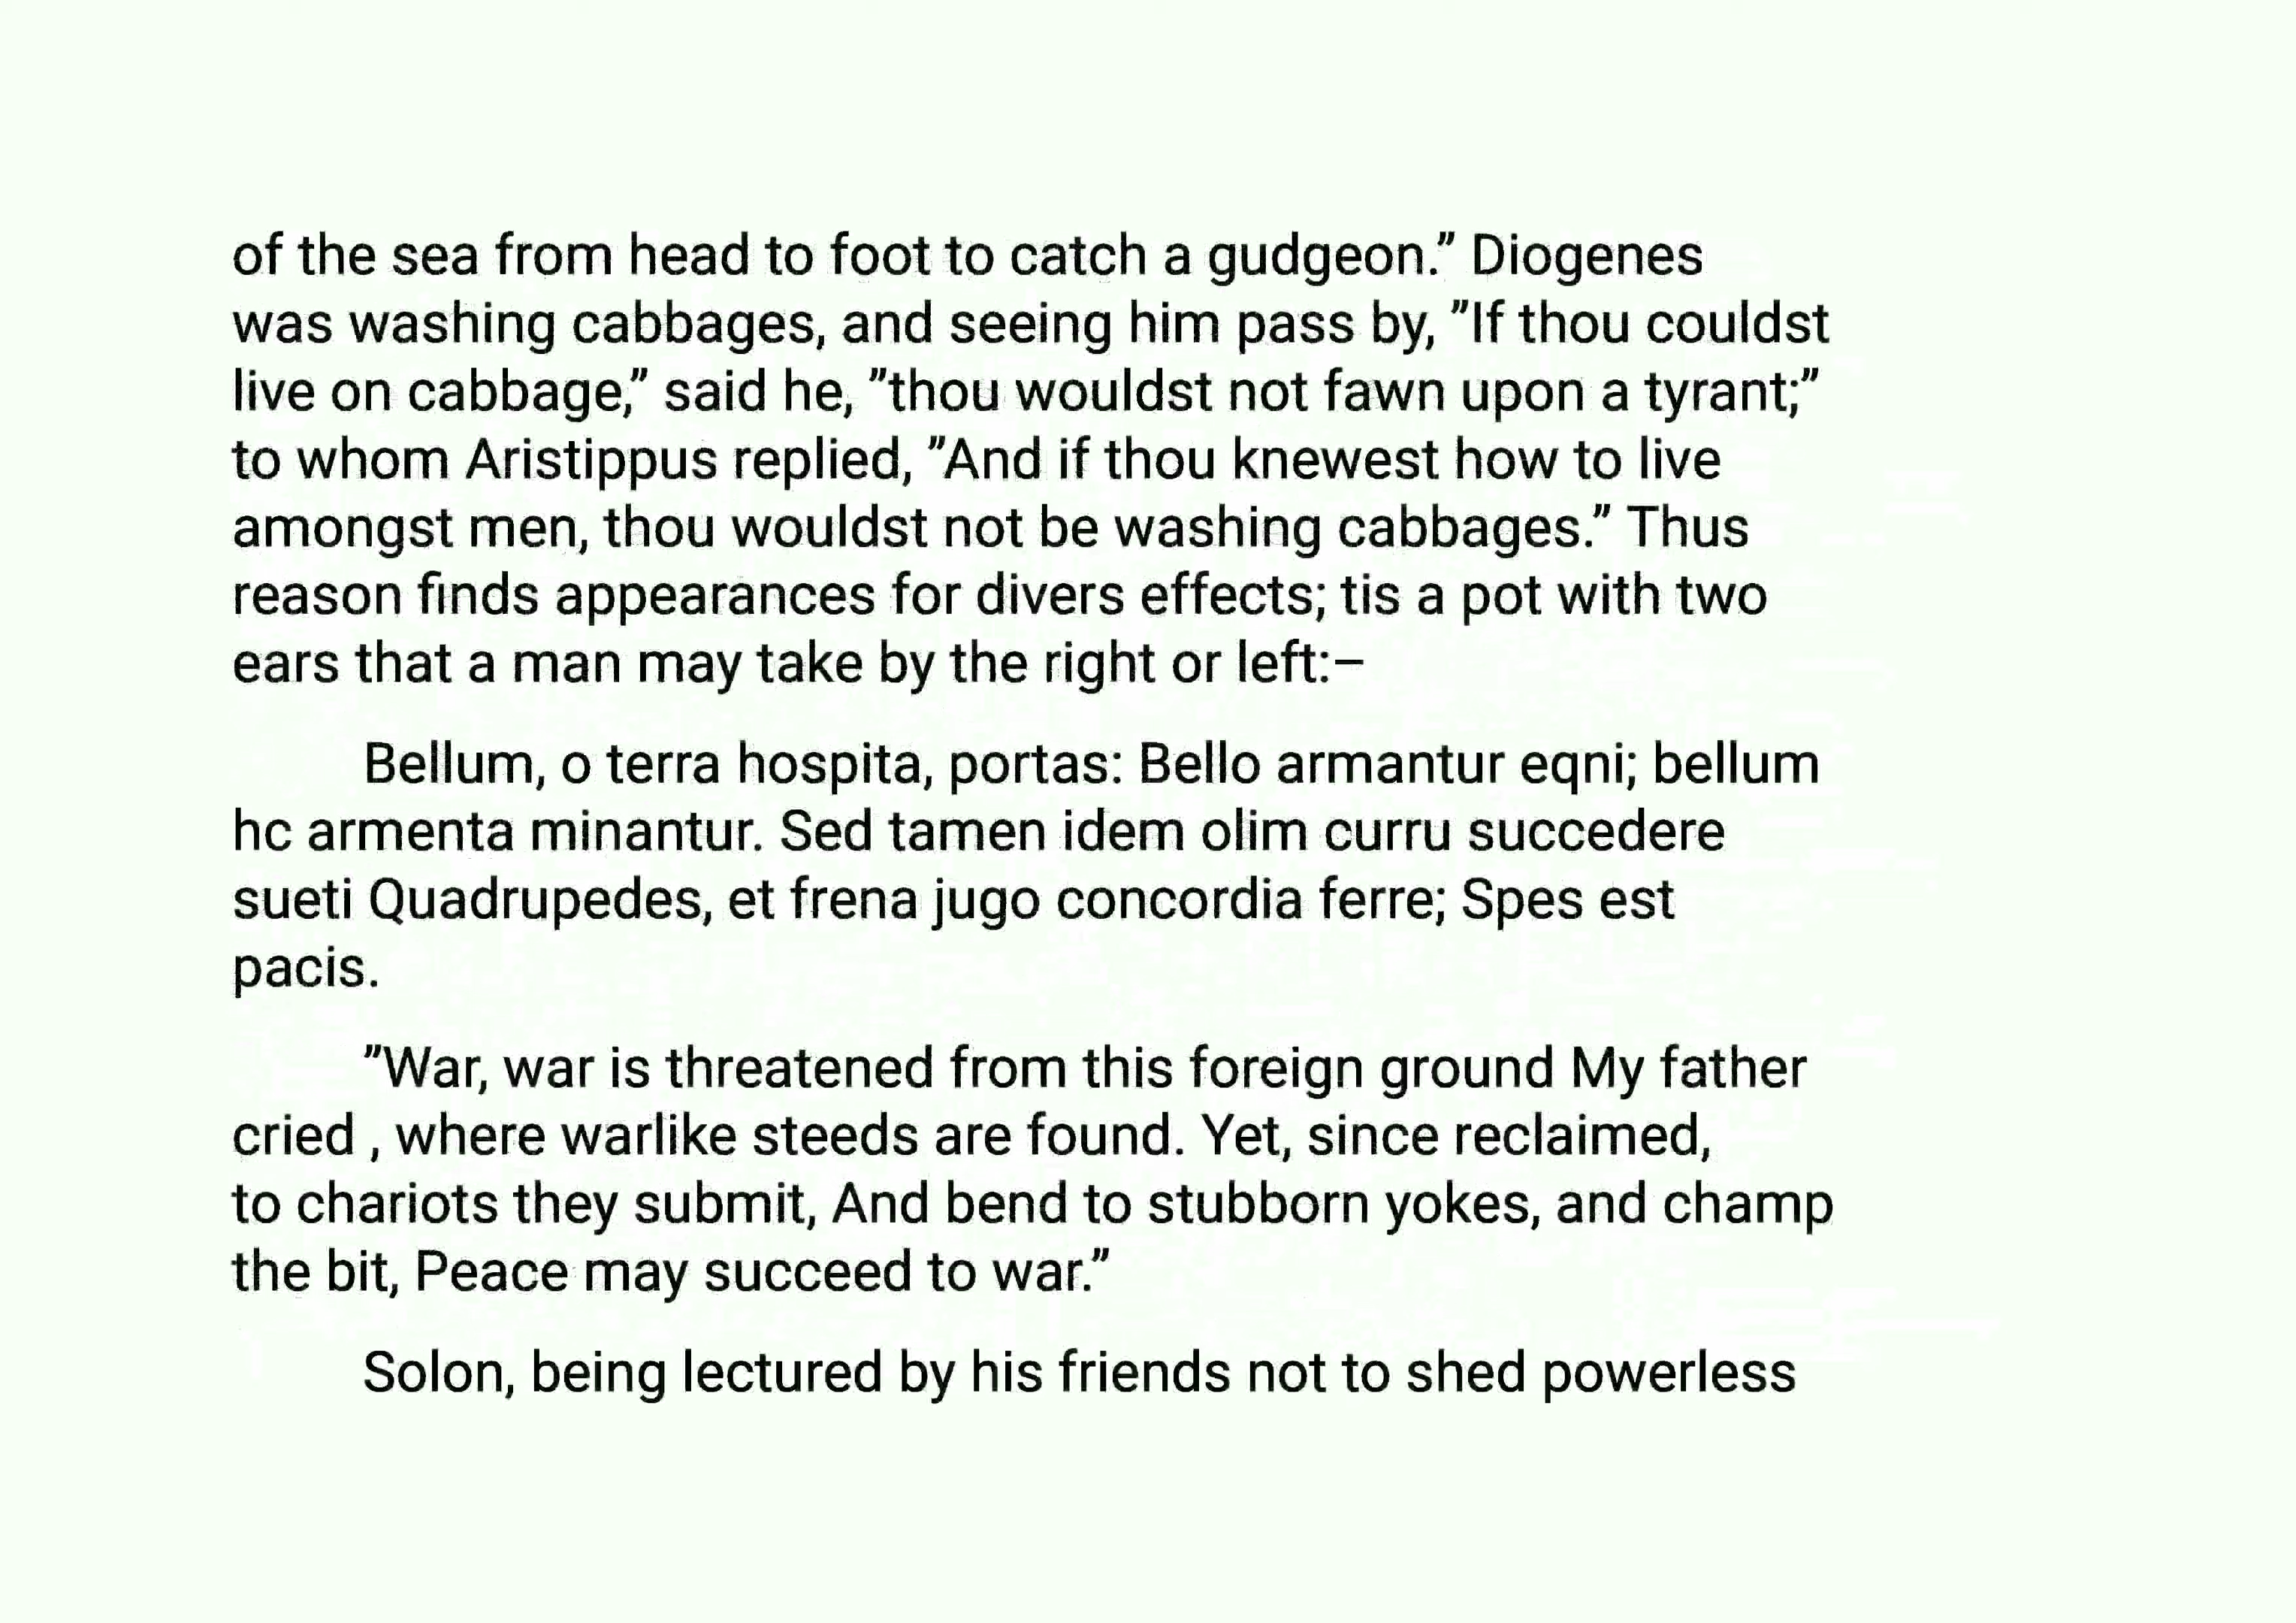 of the sea from head to foot to catch a gudgeon.” Diogenes
was washing cabbages, and seeing him pass by, ”If thou couldst
live on cabbage,” said he, ”thou wouldst not fawn upon a tyrant;”
to whom Aristippus replied, ”And if thou knewest how to live
amongst men, thou wouldst not be washing cabbages.” Thus
reason finds appearances for divers effects; tis a pot with two
ears that a man may take by the right or left:–
Bellum, o terra hospita, portas: Bello armantur eqni; bellum
hc armenta minantur. Sed tamen idem olim curru succedere
sueti Quadrupedes, et frena jugo concordia ferre; Spes est
pacis.
”War, war is threatened from this foreign ground My father
cried , where warlike steeds are found. Yet, since reclaimed,
to chariots they submit, And bend to stubborn yokes, and champ
the bit, Peace may succeed to war.”
Solon, being lectured by his friends not to shed powerless